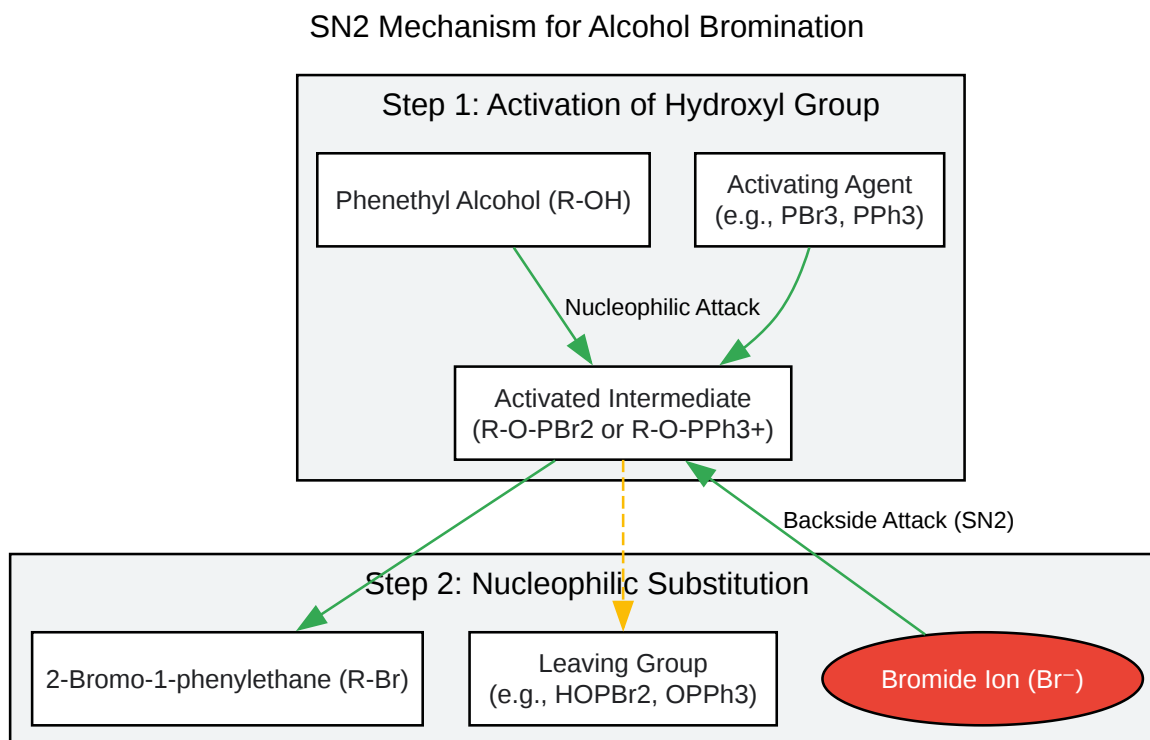 SN2 Mechanism for Alcohol Bromination
Step 1: Activation of Hydroxyl Group
Phenethyl Alcohol (R-OH)
Activating Agent
(e.g., PBr3, PPh3)
Nucleophilic Attack
Activated Intermediate
(R-O-PBr2 or R-O-PPh3+)
Backside Attack (SN2)
Step 2: Nucleophilic Substitution
2-Bromo-1-phenylethane (R-Br)
Leaving Group
(e.g., HOPBr2, OPPh3)
Bromide Ion (Br⁻)